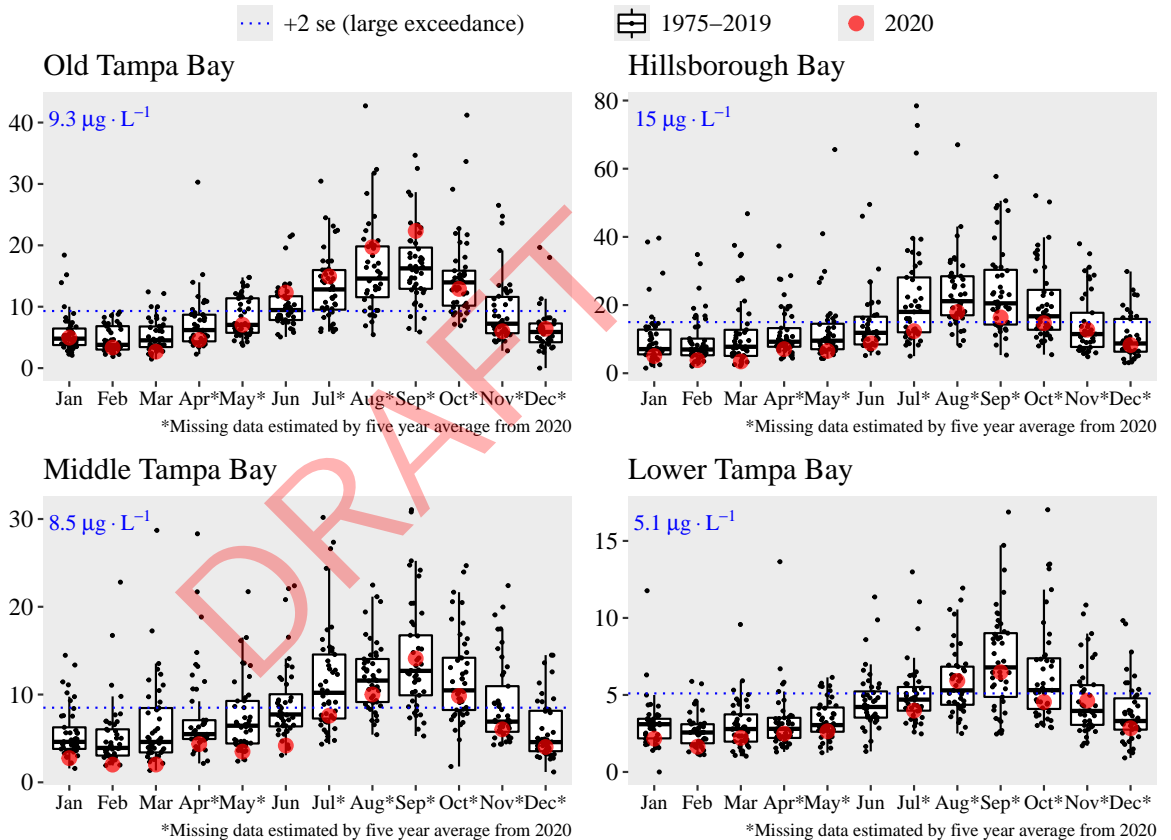 +2 se (large exceedance) 1975−2019 2020
Old Tampa Bay
9.3 μg · L⁻¹
40
30
20
10
0
Jan Feb Mar Apr* May* Jun Jul* Aug* Sep* Oct* Nov* Dec*
*Missing data estimated by five year average from 2020
Hillsborough Bay
15 μg · L⁻¹
80
60
40
20
0
Jan Feb Mar Apr* May* Jun Jul* Aug* Sep* Oct* Nov* Dec*
*Missing data estimated by five year average from 2020
Middle Tampa Bay
8.5 μg · L⁻¹
30
20
10
0
Jan Feb Mar Apr* May* Jun Jul* Aug* Sep* Oct* Nov* Dec*
*Missing data estimated by five year average from 2020
Lower Tampa Bay
5.1 μg · L⁻¹
15
10
5
0
Jan Feb Mar Apr* May* Jun Jul* Aug* Sep* Oct* Nov* Dec*
*Missing data estimated by five year average from 2020
DRAFT